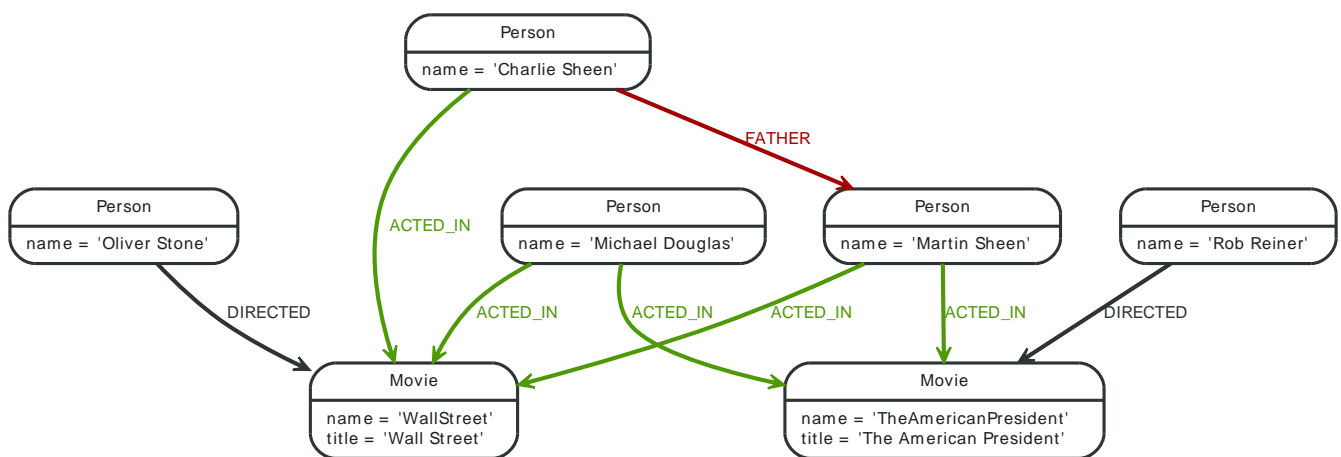 Person
name = 'Charlie Sheen'
FATHER
Person
name = 'Oliver Stone'
Person
name = 'Michael Douglas'
Person
name = 'Martin Sheen'
Person
name = 'Rob Reiner'
ACTED_IN
DIRECTED
ACTED_IN
ACTED_IN
ACTED_IN
ACTED_IN
DIRECTED
Movie
name = 'WallStreet'
title = 'Wall Street'
Movie
name = 'TheAmericanPresident'
title = 'The American President'